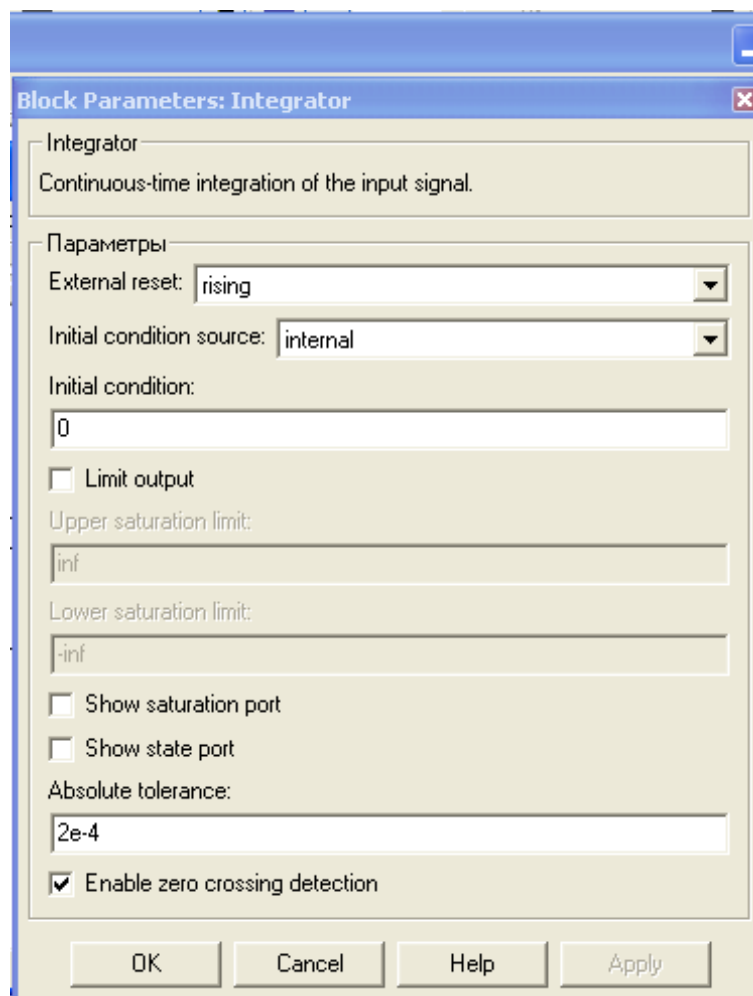 Block Parameters: Integrator
Integrator
Continuous-time integration of the input signal.
Параметры
External reset: rising
Initial condition source: internal
Initial condition:
0
Limit output
Upper saturation limit:
inf
Lower saturation limit:
-inf
Show saturation port
Show state port
Absolute tolerance:
2e-4
Enable zero crossing detection
OK Cancel Help Apply